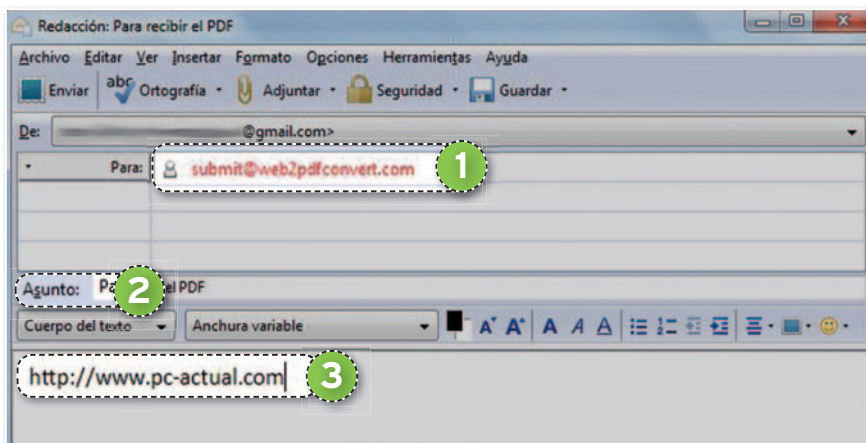 Redacción: Para recibir el PDF
Archivo Editar Ver Insertar Formato Opciones Herramientas Ayuda
Enviar abc Ortografía Adjuntar Seguridad Guardar
De: @gmail.com>
Para: submit@web2pdfconvert.com 1
Asunto: 2 el PDF
Cuerpo del texto Anchura variable A A A A A
http://www.pc-actual.com 3